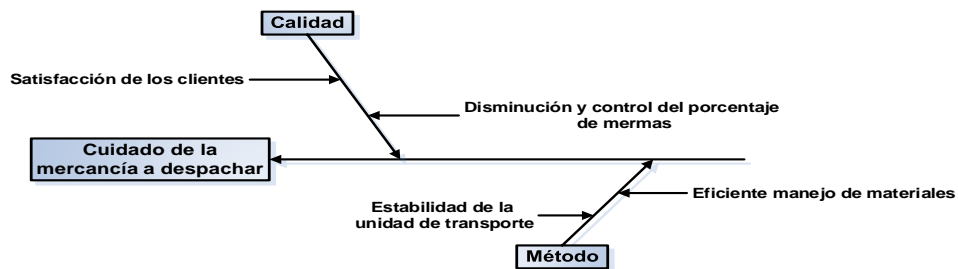 Calidad
Satisfacción de los clientes
Disminución y control del porcentaje
de mermas
Cuidado de la
mercancía a despachar
Eficiente manejo de materiales
Estabilidad de la
unidad de transporte
Método